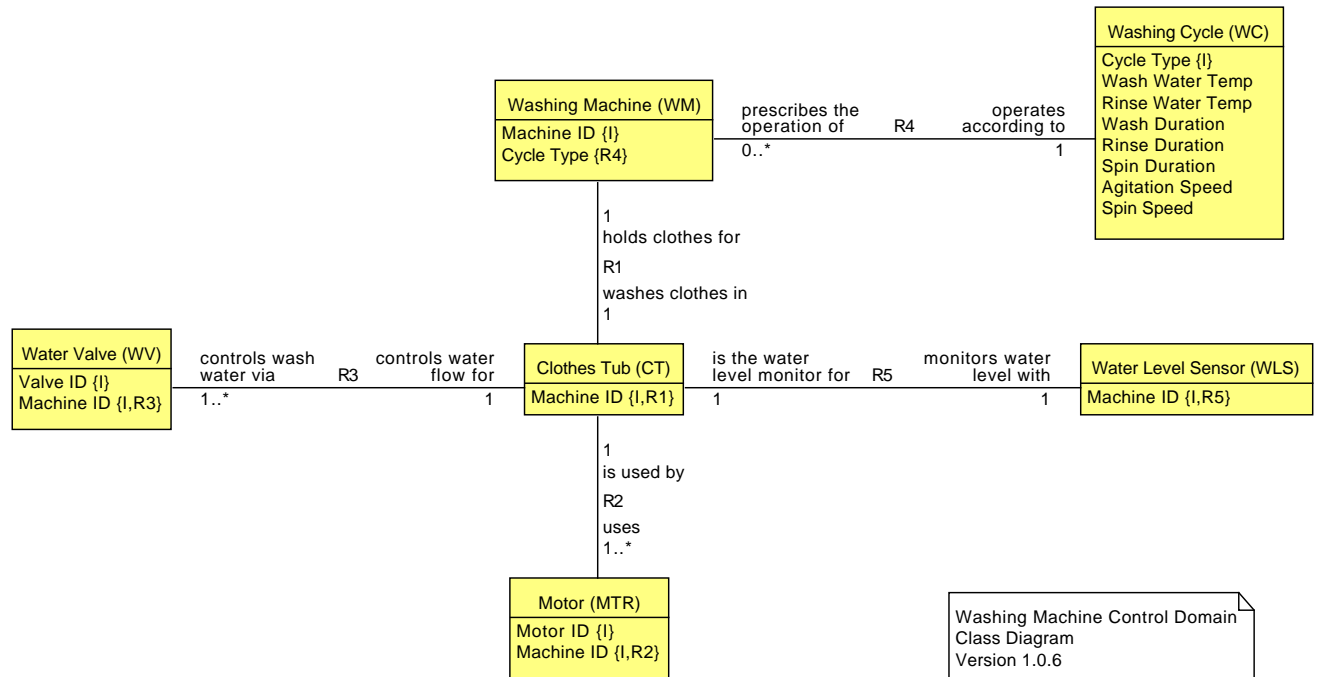 Washing Cycle (WC)
Cycle Type {I}
Wash Water Temp
Rinse Water Temp
Wash Duration
Rinse Duration
Spin Duration
Agitation Speed
Spin Speed
Washing Machine (WM)
Machine ID {I}
Cycle Type {R4}
prescribes the
operation of
0..*
R4
operates
according to
1
1
holds clothes for
R1
washes clothes in
1
Water Valve (WV)
Valve ID {I}
Machine ID {I,R3}
controls wash
water via
1..*
R3
controls water
flow for
1
Clothes Tub (CT)
Machine ID {I,R1}
is the water
level monitor for
1
R5
monitors water
level with
1
Water Level Sensor (WLS)
Machine ID {I,R5}
1
is used by
R2
uses
1..*
Motor (MTR)
Motor ID {I}
Machine ID {I,R2}
Washing Machine Control Domain
Class Diagram
Version 1.0.6